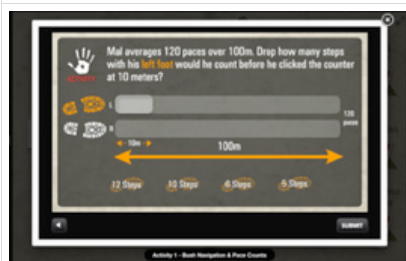 Mal averages 120 paces over 100m. Drop how many steps
with his left foot would he count before he clicked the counter
at 10 meters?
ACTIVITY
L
R
120
paces
10m
100m
12 Steps 10 Steps 6 Steps 5 Steps
SUBMIT
Activity 1 - Bush Navigation & Pace Counts